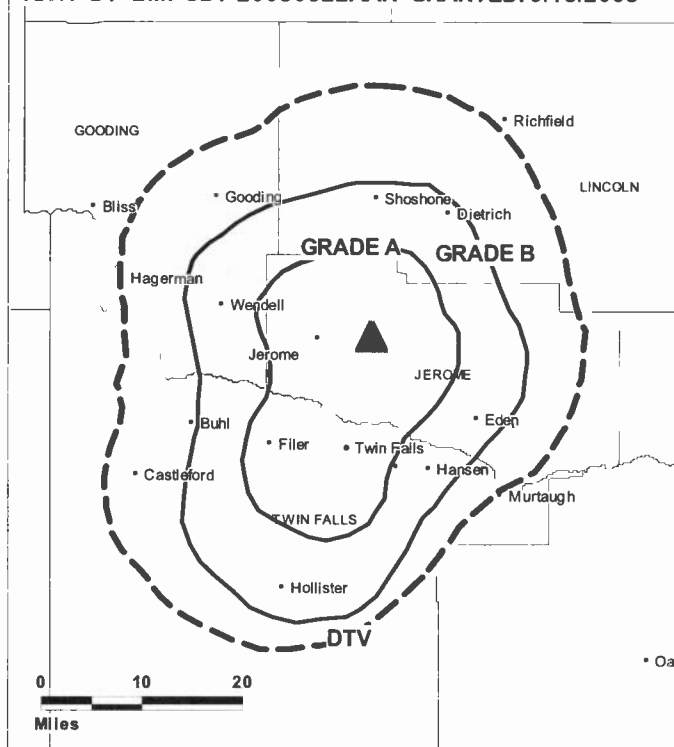 Richfield
GOODING
LINCOLN
Gooding
Shoshone
Bliss
Dietrich
GRADE A
GRADE B
Hagerman
Wendell
Jerome
JEROME
Buhl
Eden
Filer
Twin Falls
Castleford
Hansen
Murtaugh
TWIN FALLS
Hollister
DTV
0 10 20
Miles